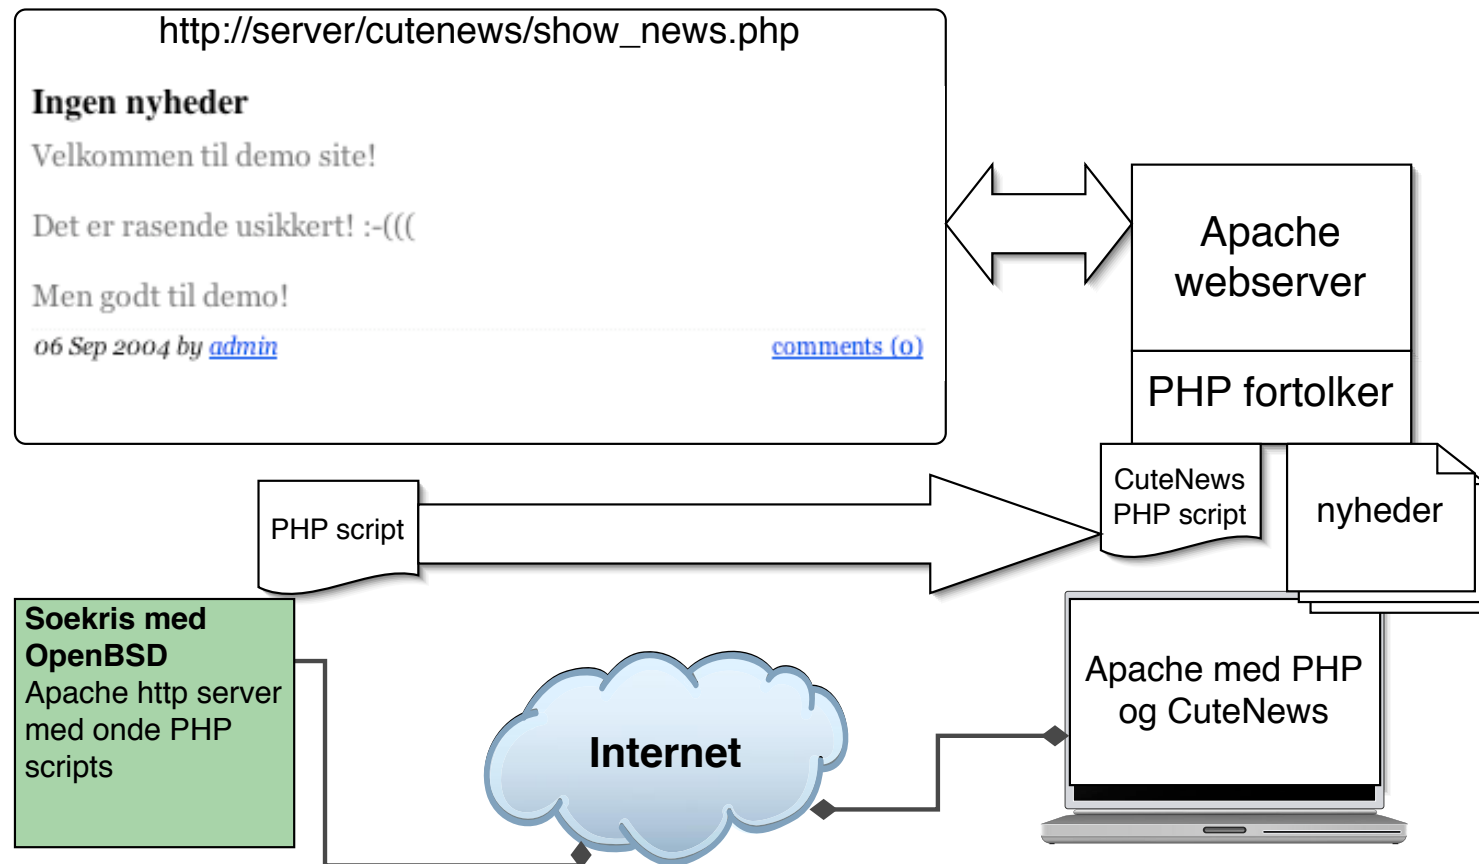 http://server/cutenews/show_news.php
Ingen nyheder
Velkommen til demo site!
Det er rasende usikkert! :-(((
Men godt til demo!
06 Sep 2004 by admin
comments (0)
Apache
webserver
PHP fortolker
CuteNews
PHP script
nyheder
PHP script
Soekris med
OpenBSD
Apache http server
med onde PHP
scripts
Internet
Apache med PHP
og CuteNews